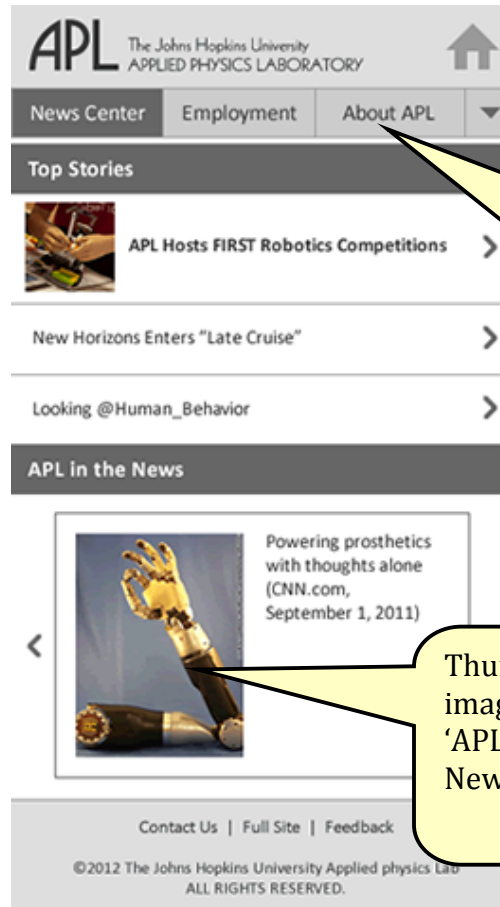 APL The Johns Hopkins University
APPLIED PHYSICS LABORATORY
News Center Employment About APL
Top Stories
APL Hosts FIRST Robotics Competitions
New Horizons Enters “Late Cruise”
Looking @Human_Behavior
APL in the News
Powering prosthetics
with thoughts alone
(CNN.com,
September 1, 2011)
‘APL
New
Contact Us | Full Site | Feedback
©2012 The Johns Hopkins University Applied physics Lab
ALL RIGHTS RESERVED.